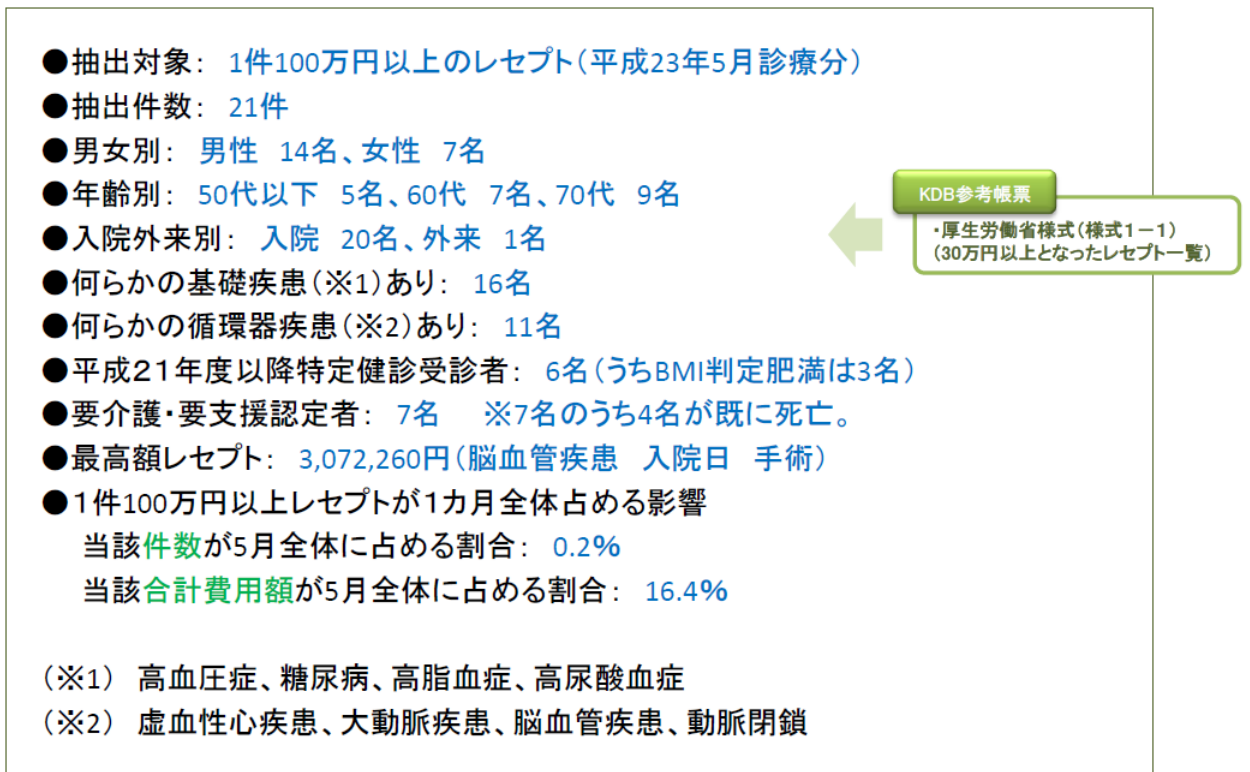 ●抽出対象： 1件100万円以上のレセプト（平成23年5月診療分）
●抽出件数： 21件
●男女別： 男性 14名、女性 7名
●年齢別： 50代以下 5名、60代 7名、70代 9名
●入院外来別： 入院 20名、外来 1名
●何らかの基礎疾患（※1）あり： 16名
●何らかの循環器疾患（※2）あり： 11名
●平成２１年度以降特定健診受診者： 6名（うちBMI判定肥満は3名）
●要介護・要支援認定者： 7名 ※7名のうち4名が既に死亡。
●最高額レセプト： 3,072,260円（脳血管疾患 入院日 手術）
●１件100万円以上レセプトが１カ月全体占める影響
当該件数が5月全体に占める割合： 0.2%
当該合計費用額が5月全体に占める割合： 16.4%
（※1） 高血圧症、糖尿病、高脂血症、高尿酸血症
（※2） 虚血性心疾患、大動脈疾患、脳血管疾患、動脈閉鎖
KDB参考帳票
・厚生労働省様式（様式１－１）
（30万円以上となったレセプト一覧）